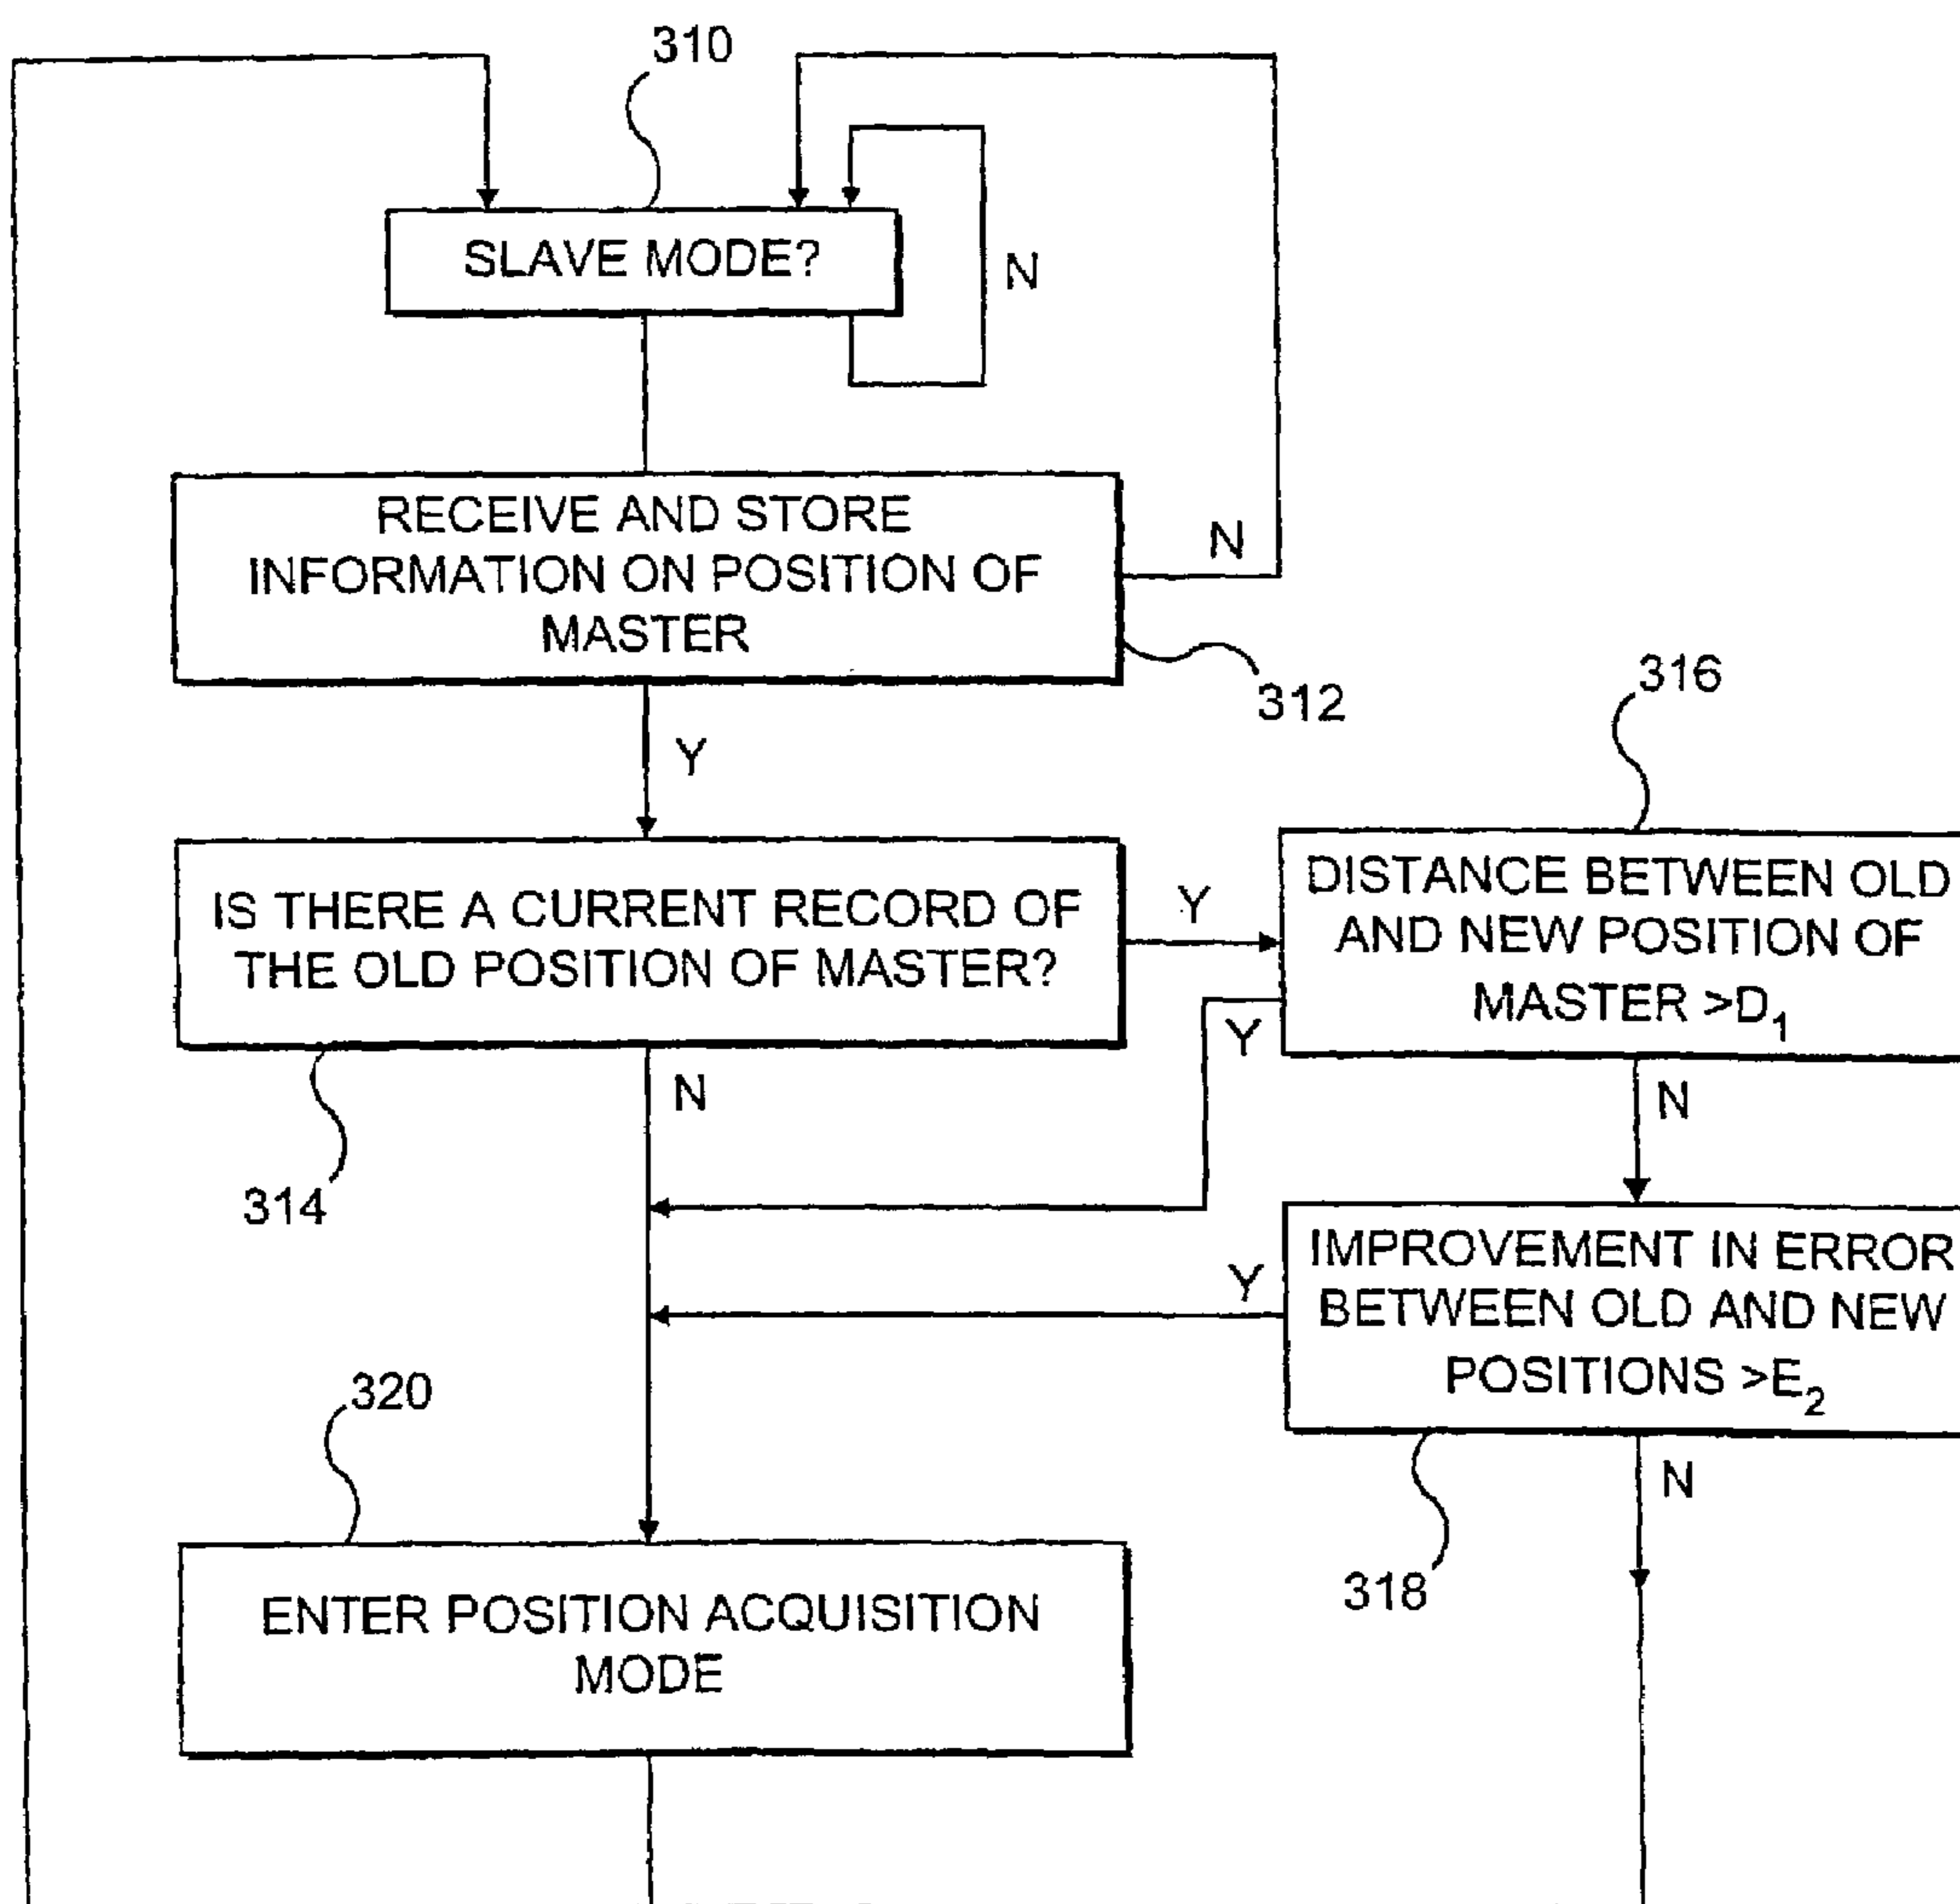 310
SLAVE MODE?
N
RECEIVE AND STORE
INFORMATION ON POSITION OF
MASTER
N
312
Y
IS THERE A CURRENT RECORD OF
THE OLD POSITION OF MASTER?
314
Y
N
316
DISTANCE BETWEEN OLD
AND NEW POSITION OF
MASTER >D₁
Y
N
IMPROVEMENT IN ERROR
BETWEEN OLD AND NEW
POSITIONS >E₂
Y
318
N
320
ENTER POSITION ACQUISITION
MODE